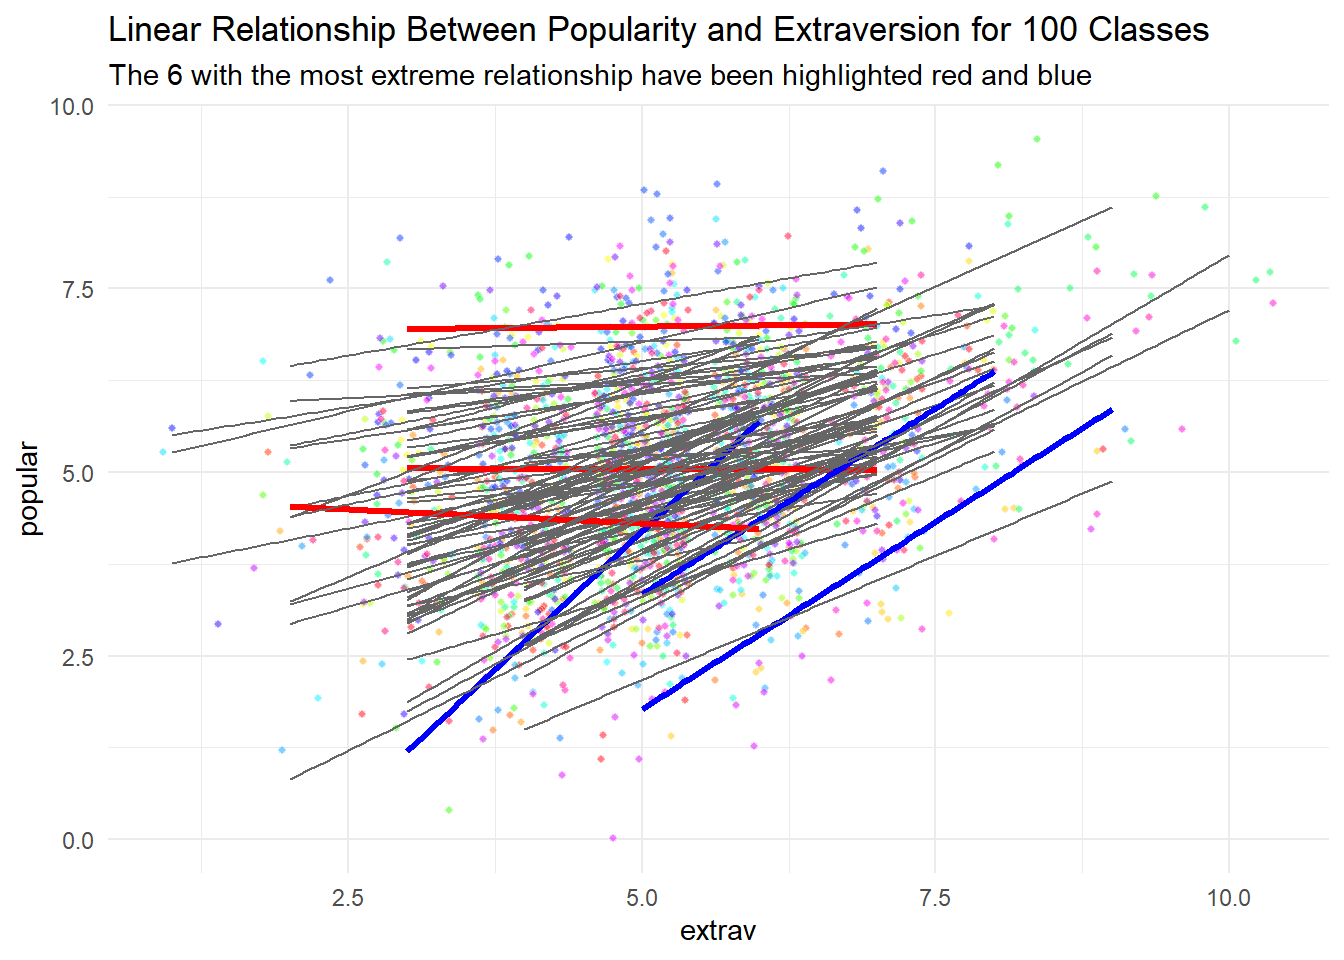 Linear Relationship Between Popularity and Extraversion for 100 Classes
The 6 with the most extreme relationship have been highlighted red and blue
10.0
7.5
popular
5.0
2.5
0.0
2.5 5.0 7.5 10.0
extrav